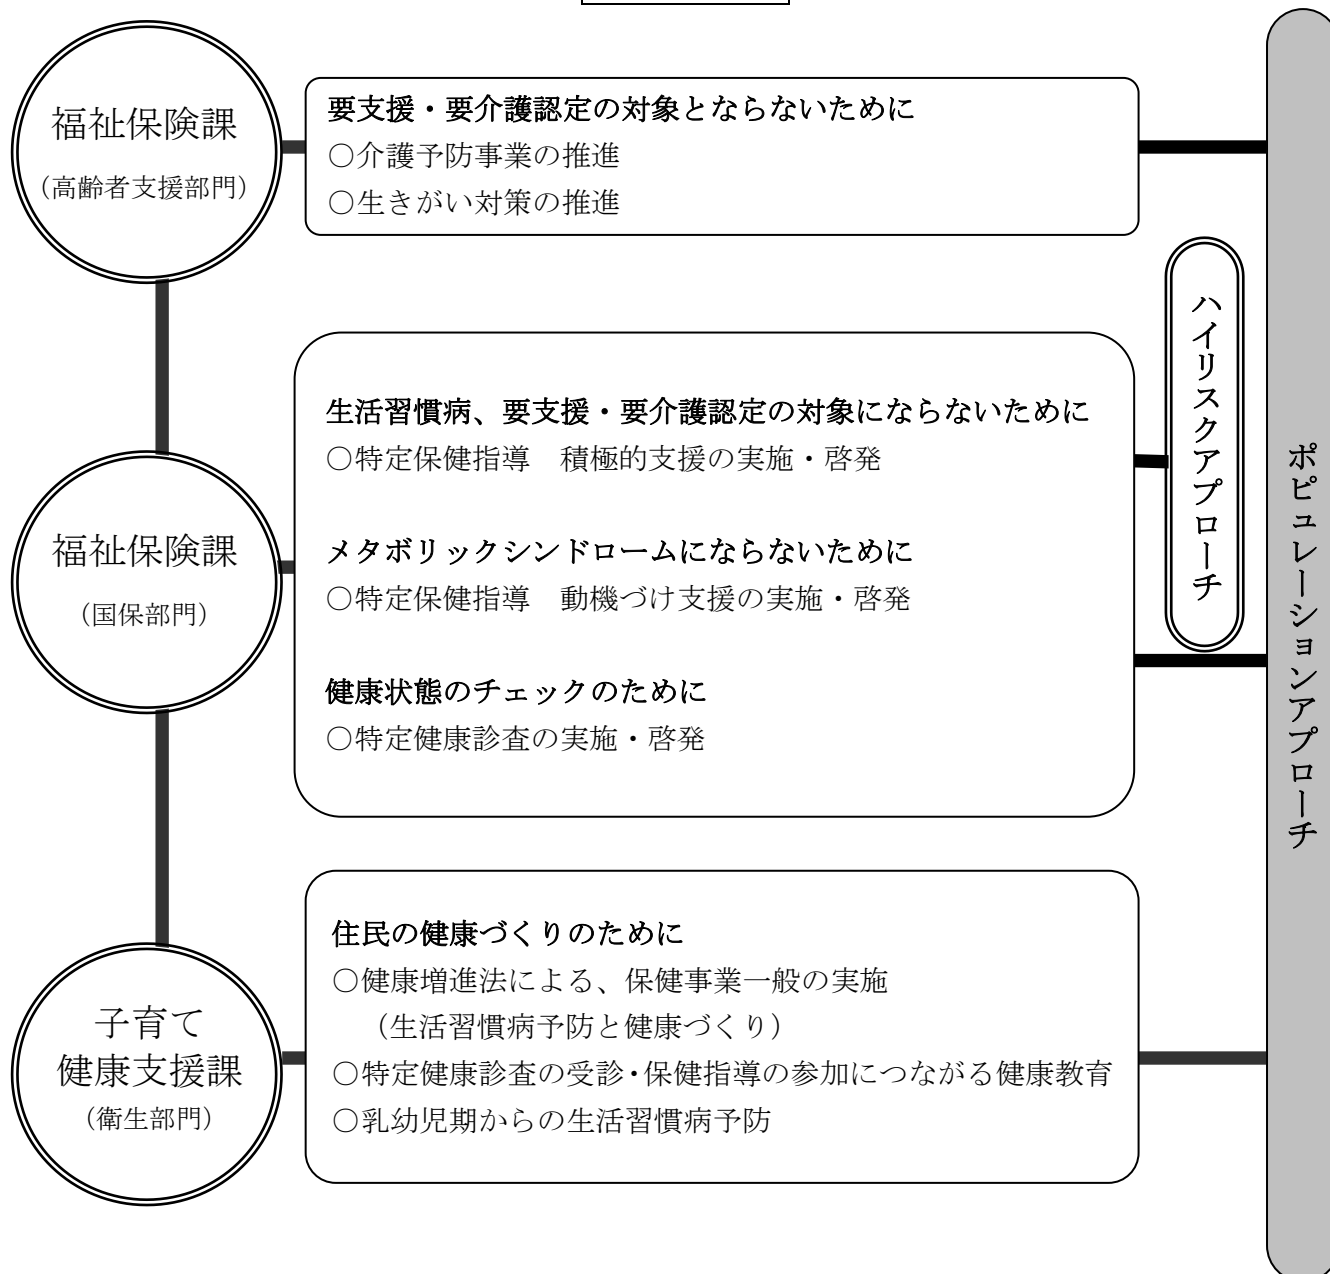 福祉保険課
（高齢者支援部門）
要支援・要介護認定の対象とならないために
○介護予防事業の推進
○生きがい対策の推進
ハイリスクアプローチ
ポピュレーションアプローチ
福祉保険課
（国保部門）
生活習慣病、要支援・要介護認定の対象にならないために
○特定保健指導　積極的支援の実施・啓発
メタボリックシンドロームにならないために
○特定保健指導　動機づけ支援の実施・啓発
健康状態のチェックのために
○特定健康診査の実施・啓発
子育て
健康支援課
（衛生部門）
住民の健康づくりのために
○健康増進法による、保健事業一般の実施
（生活習慣病予防と健康づくり）
○特定健康診査の受診・保健指導の参加につながる健康教育
○乳幼児期からの生活習慣病予防